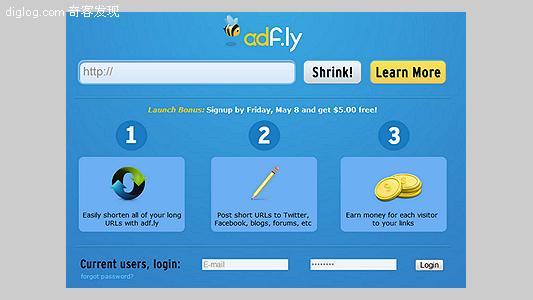 diglog.com 奇客发现
adf.ly
http://
Shrink!
Learn More
Launch Bonus: Signup by Friday, May 8 and get $5.00 free!
1
2
3
Easily shorten all of your long
URLs with adf.ly
Post short URLs to Twitter,
Facebook, blogs, forums, etc
Earn money for each visitor
to your links
Current users, login:
E-mail
••••••••
Login
forgot password?